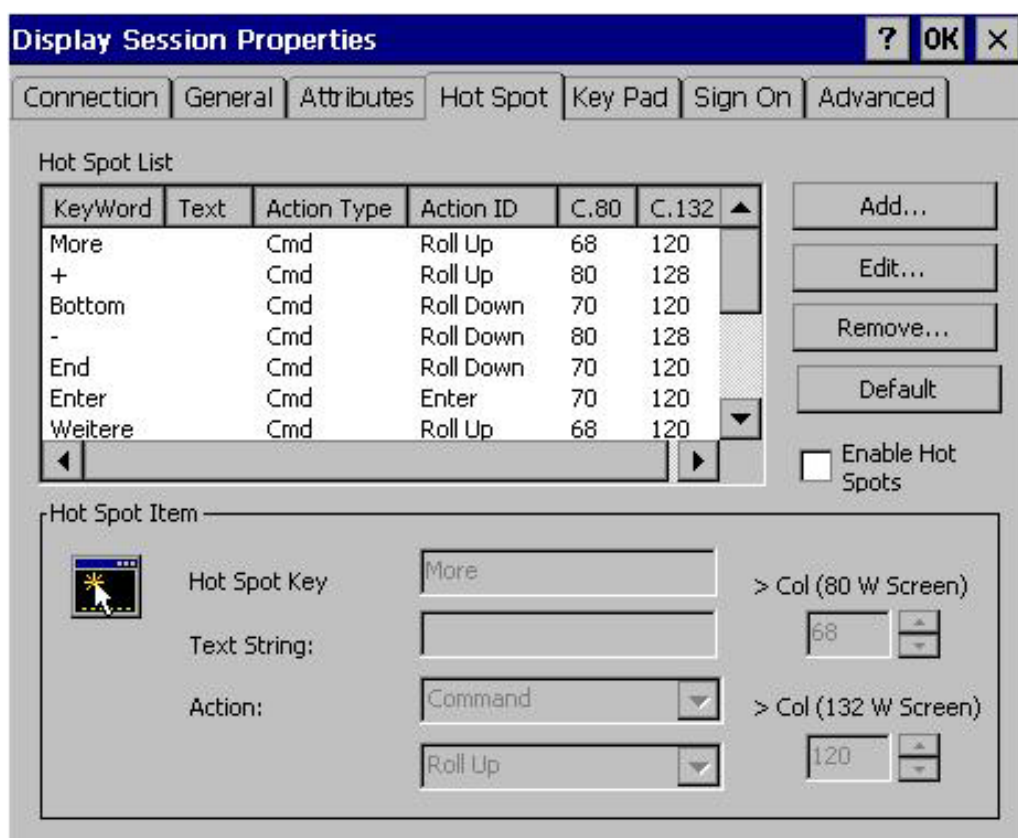 Display Session Properties ? OK ×
Connection General Attributes Hot Spot Key Pad Sign On Advanced
Hot Spot List
KeyWord Text Action Type Action ID C.80 C.132
More Cmd Roll Up 68 120
+ Cmd Roll Up 80 128
Bottom Cmd Roll Down 70 120
- Cmd Roll Down 80 128
End Cmd Roll Down 70 120
Enter Cmd Enter 70 120
Weitere Cmd Roll Up 68 120
Add...
Edit...
Remove...
Default
Enable Hot
Spots
Hot Spot Item
Hot Spot Key More > Col (80 W Screen)
Text String: 68
Action: Command > Col (132 W Screen)
Roll Up 120